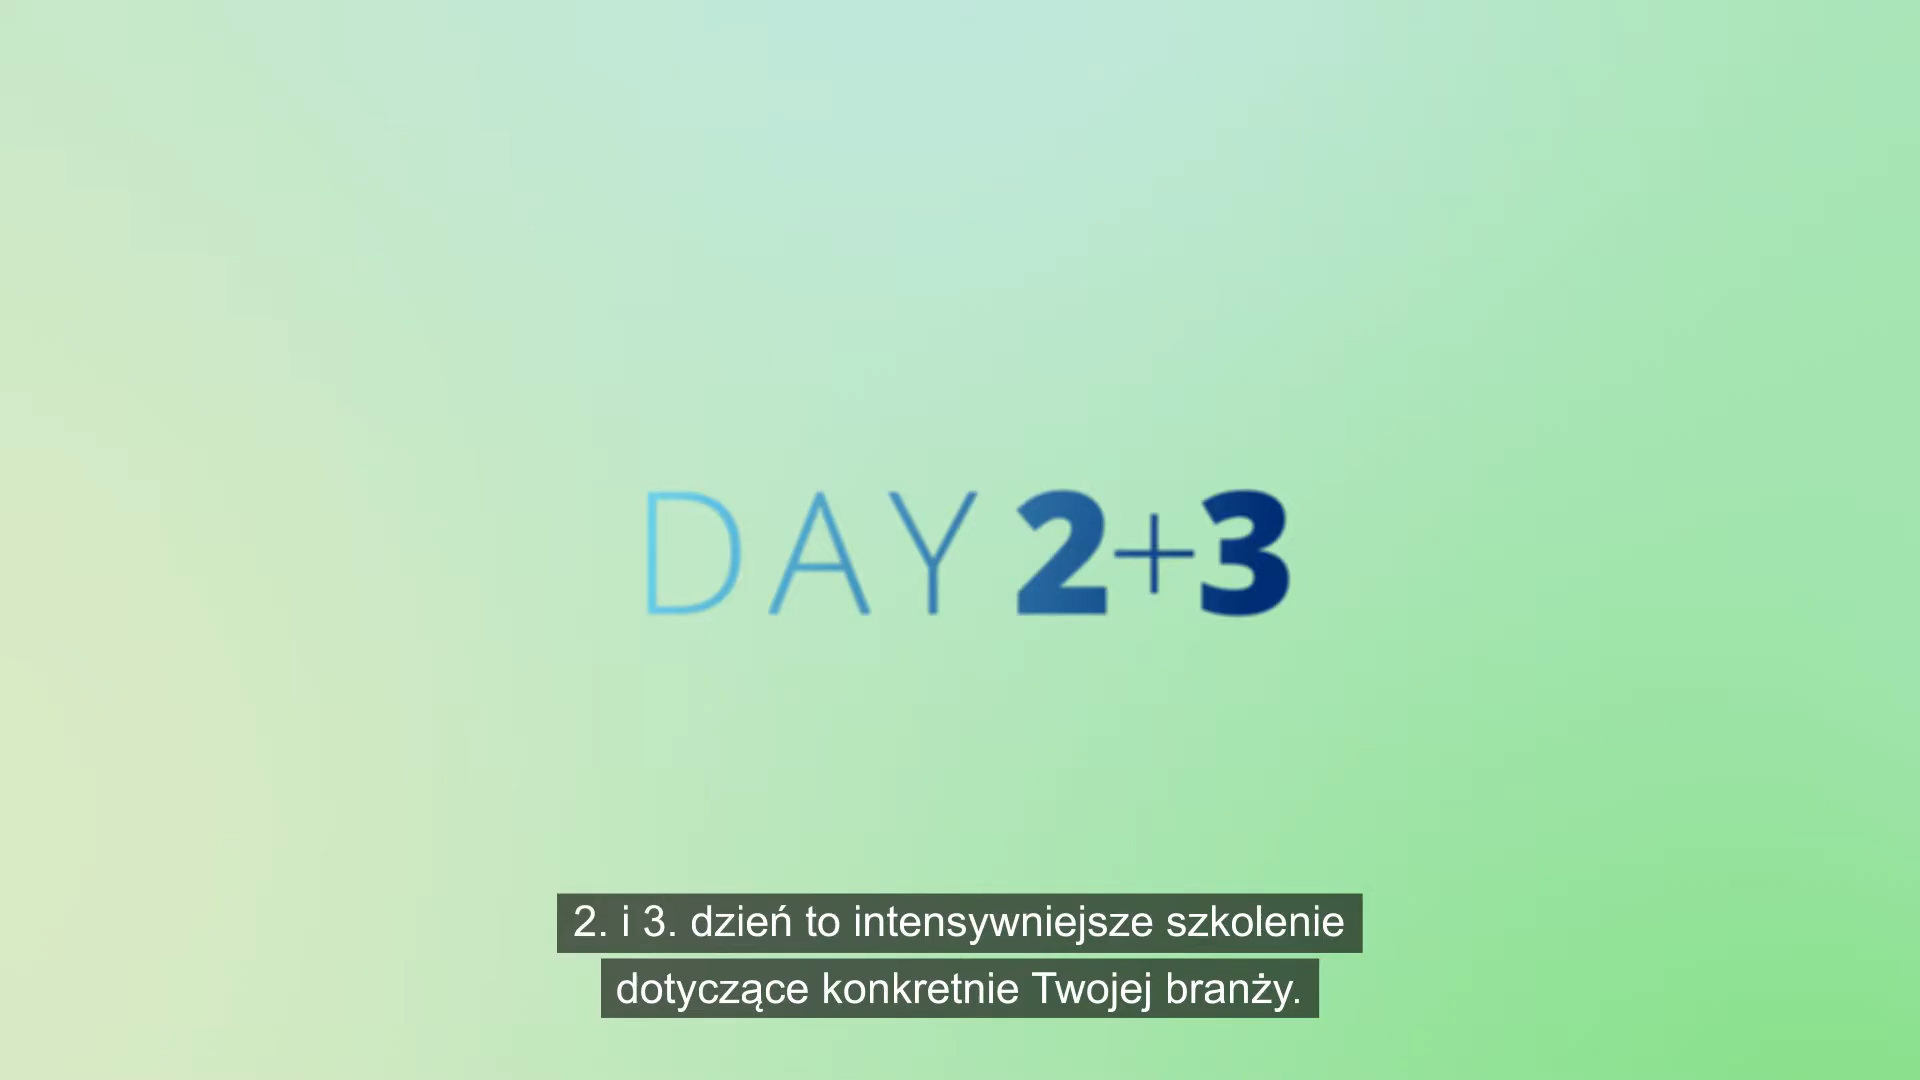 DAY 2+3
2. i 3. dzień to intensywniejsze szkolenie
dotyczące konkretnie Twojej branży.